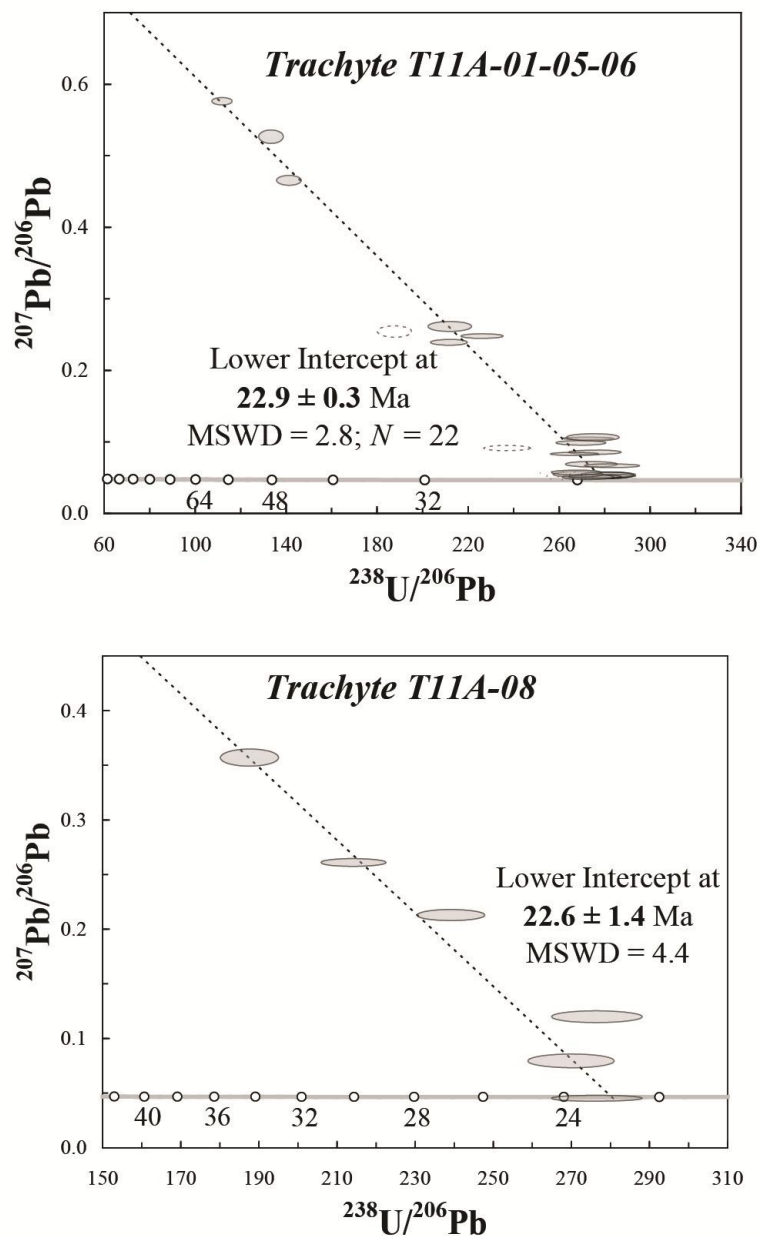 Trachyte T11A-01-05-06
0.6
0.4
0.2
0.0
²⁰⁷Pb/²⁰⁶Pb
Lower Intercept at
22.9 ± 0.3 Ma
MSWD = 2.8; N = 22
64 48 32
60 100 140 180 220 260 300 340
²³⁸U/²⁰⁶Pb
Trachyte T11A-08
0.4
0.3
0.2
0.1
0.0
²⁰⁷Pb/²⁰⁶Pb
Lower Intercept at
22.6 ± 1.4 Ma
MSWD = 4.4
40 36 32 28 24
150 170 190 210 230 250 270 290 310
²³⁸U/²⁰⁶Pb